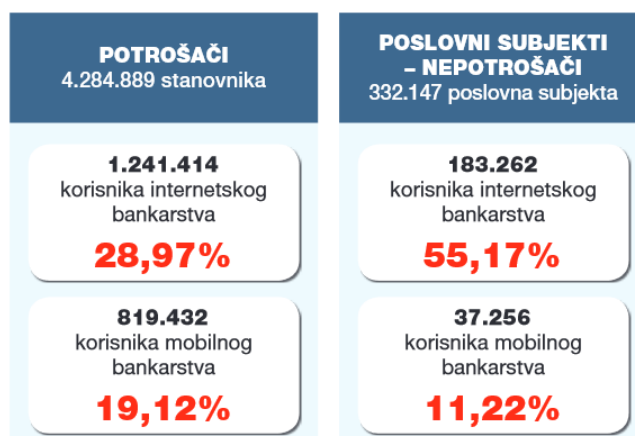 POTROŠAČI
4.284.889 stanovnika
1.241.414
korisnika internetskog
bankarstva
28,97%
819.432
korisnika mobilnog
bankarstva
19,12%
POSLOVNI SUBJEKTI
– NEPOTROŠAČI
332.147 poslovna subjekta
183.262
korisnika internetskog
bankarstva
55,17%
37.256
korisnika mobilnog
bankarstva
11,22%